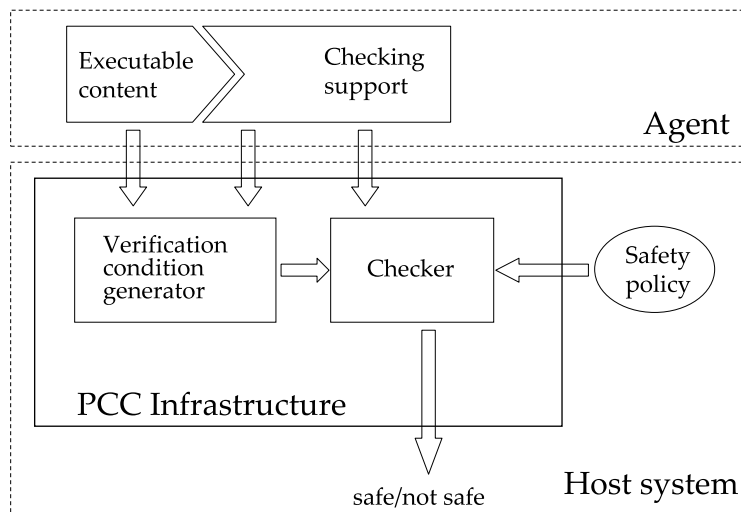 Executable
content
Checking
support
Agent
Verification
condition
generator
Checker
Safety
policy
PCC Infrastructure
Host system
safe/not safe